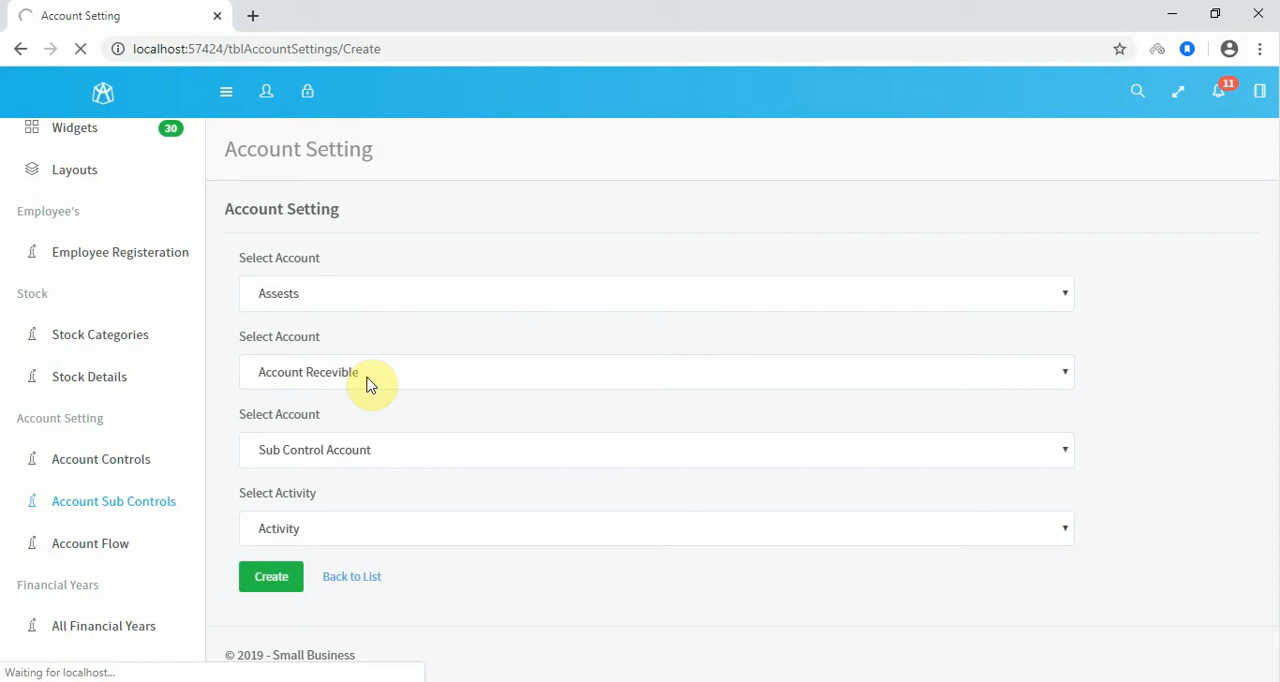 Account Setting
localhost:57424/tblAccountSettings/Create
11
Widgets 30
Layouts
Employee's
Employee Registeration
Stock
Stock Categories
Stock Details
Account Setting
Account Controls
Account Sub Controls
Account Flow
Financial Years
All Financial Years
Account Setting
Account Setting
Select Account
Assests
Select Account
Account Recevible
Select Account
Sub Control Account
Select Activity
Activity
Create Back to List
© 2019 - Small Business
Waiting for localhost...